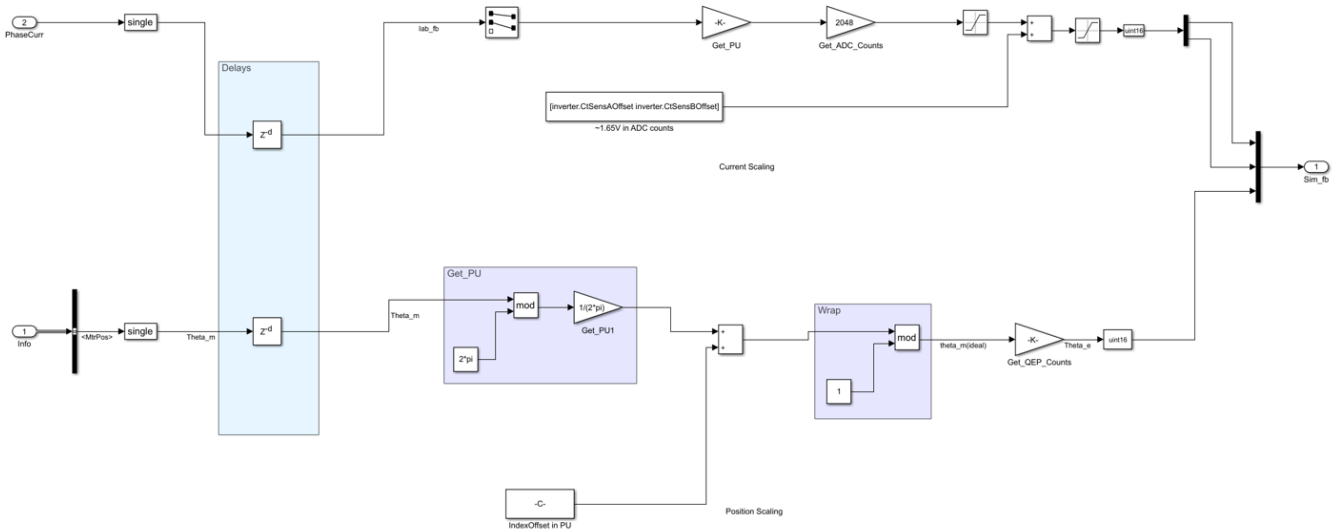 2
PhaseCurr
single
Iab_fb
-K-
Get_PU
2048
Get_ADC_Counts
+
+
uint16
Delays
Z-d
[inverter.CtSensAOffset inverter.CtSensBOffset]
~1.65V in ADC counts
Current Scaling
1
Sim_fb
1
Info
<MtrPos>
single
Theta_m
Z-d
Theta_m
Get_PU
mod
2*pi
1/(2*pi)
Get_PU1
+
+
Wrap
mod
1
theta_m(ideal)
-K-
Get_QEP_Counts
Theta_e
uint16
-C-
IndexOffset in PU
Position Scaling